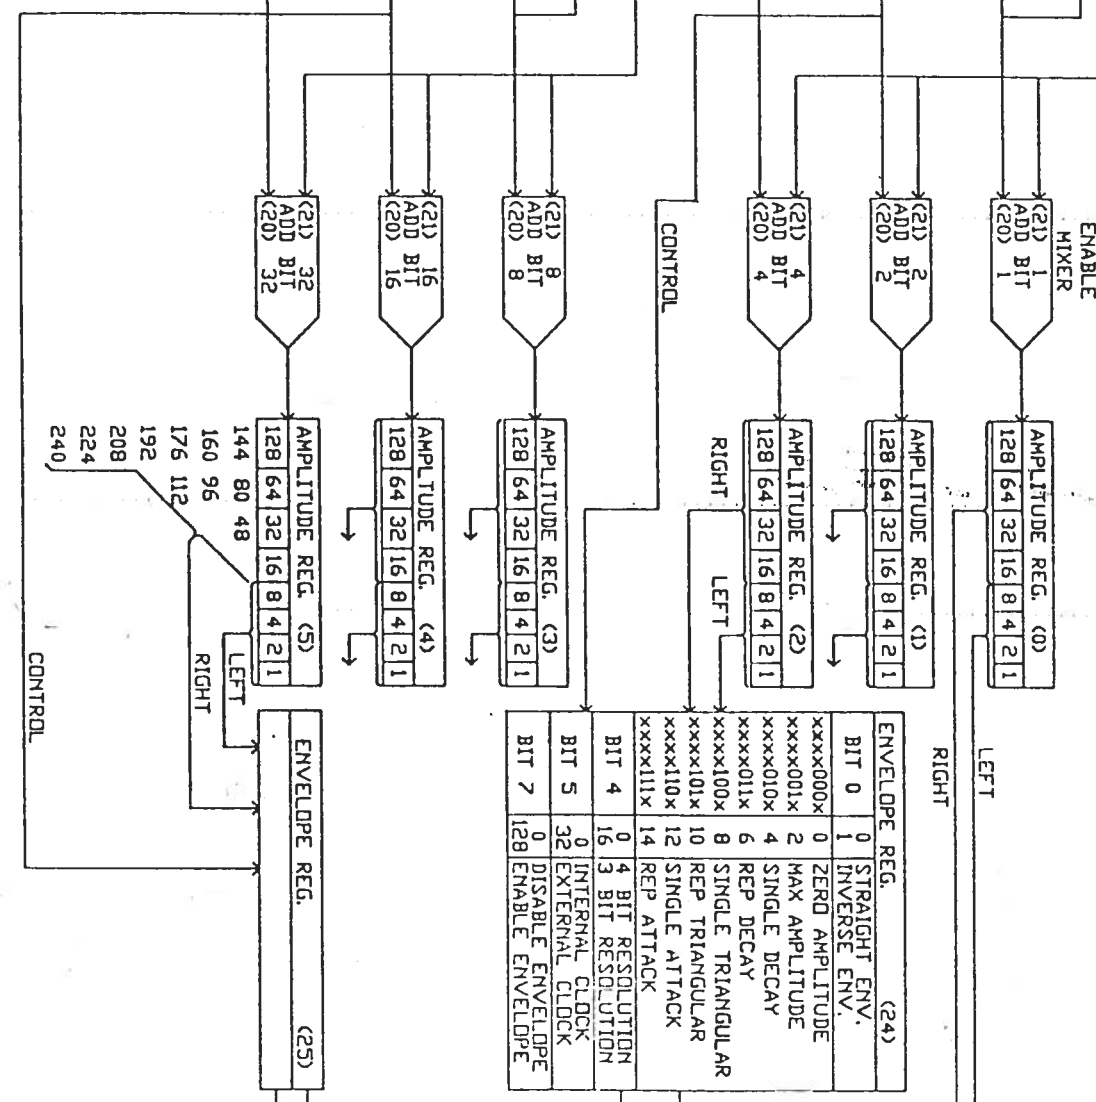 ENABLE
MIXER
(21) 1
ADD BIT
(20) 1
AMPLITUDE REG. (0)
128 64 32 16 8 4 2 1
LEFT
RIGHT
(21) 2
ADD BIT
(20) 2
AMPLITUDE REG. (1)
128 64 32 16 8 4 2 1
(21) 4
ADD BIT
(20) 4
AMPLITUDE REG. (2)
128 64 32 16 8 4 2 1
RIGHT
LEFT
CONTROL
ENVELOPE REG. (24)
BIT 0
0 STRAIGHT ENV.
1 INVERSE ENV.
xxxx000x 0 ZERO AMPLITUDE
xxxx001x 2 MAX AMPLITUDE
xxxx010x 4 SINGLE DECAY
xxxx011x 6 REP DECAY
xxxx100x 8 SINGLE TRIANGULAR
xxxx101x 10 REP TRIANGULAR
xxxx110x 12 SINGLE ATTACK
xxxx111x 14 REP ATTACK
BIT 4
0 4 BIT RESOLUTION
16 3 BIT RESOLUTION
BIT 5
0 INTERNAL CLOCK
32 EXTERNAL CLOCK
BIT 7
0 DISABLE ENVELOPE
128 ENABLE ENVELOPE
(21) 8
ADD BIT
(20) 8
AMPLITUDE REG. (3)
128 64 32 16 8 4 2 1
(21) 16
ADD BIT
(20) 16
AMPLTUDE REG. (4)
128 64 32 16 8 4 2 1
(21) 32
ADD BIT
(20) 32
AMPLITUDE REG. (5)
128 64 32 16 8 4 2 1
144 80 48
160 96
176 112
192
208
224
240
LEFT
RIGHT
ENVELOPE REG. (25)
CONTROL